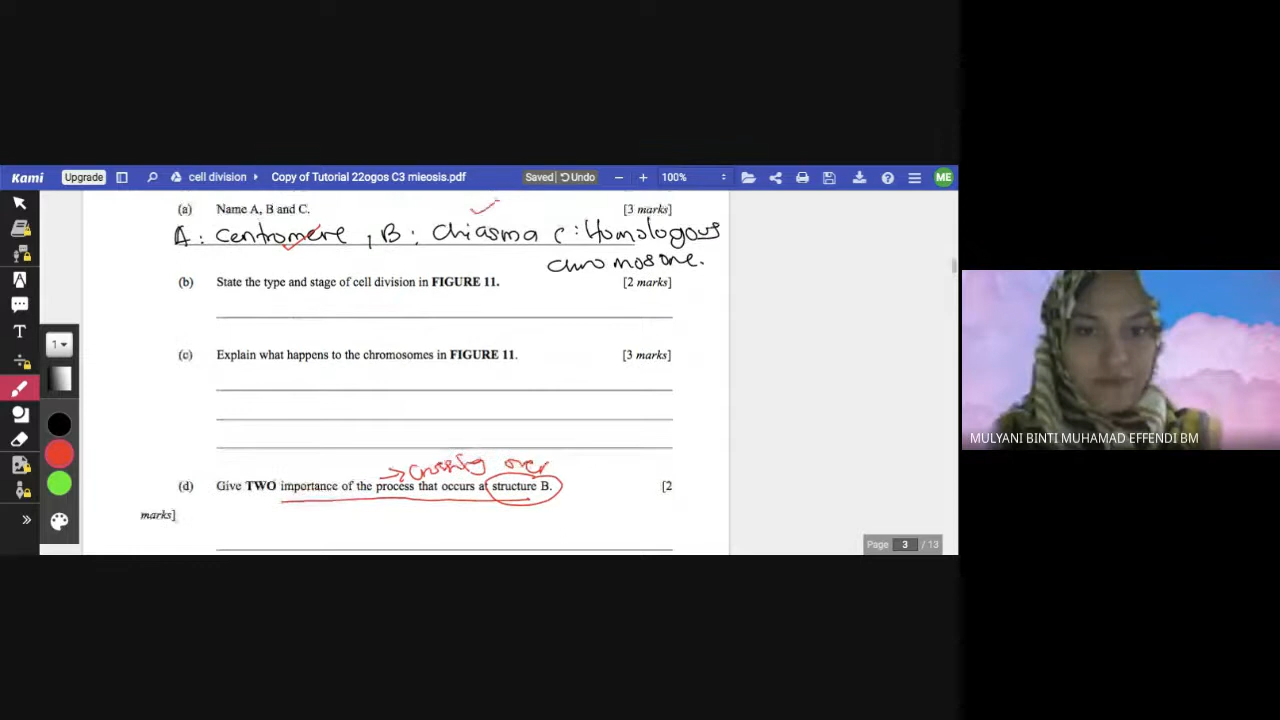 Kami Upgrade cell division Copy of Tutorial 22ogos C3 mieosis.pdf Saved Undo 100% ME
(a) Name A, B and C. [3 marks]
A : Centromere , B : Chiasma C : Homologous
chromosone.
(b) State the type and stage of cell division in FIGURE 11. [2 marks]
(c) Explain what happens to the chromosomes in FIGURE 11. [3 marks]
→ Crossing over
(d) Give TWO importance of the process that occurs at structure B. [2
marks]
1
T
Page 3 / 13
MULYANI BINTI MUHAMAD EFFENDI BM